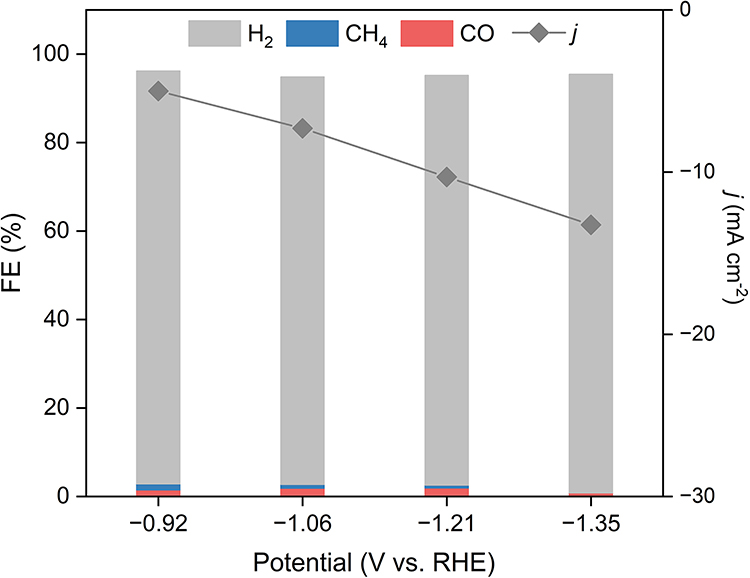 H₂ CH₄ CO j
100
80
60
40
20
0
FE (%)
0
−10
−20
−30
j (mA cm⁻²)
−0.92 −1.06 −1.21 −1.35
Potential (V vs. RHE)